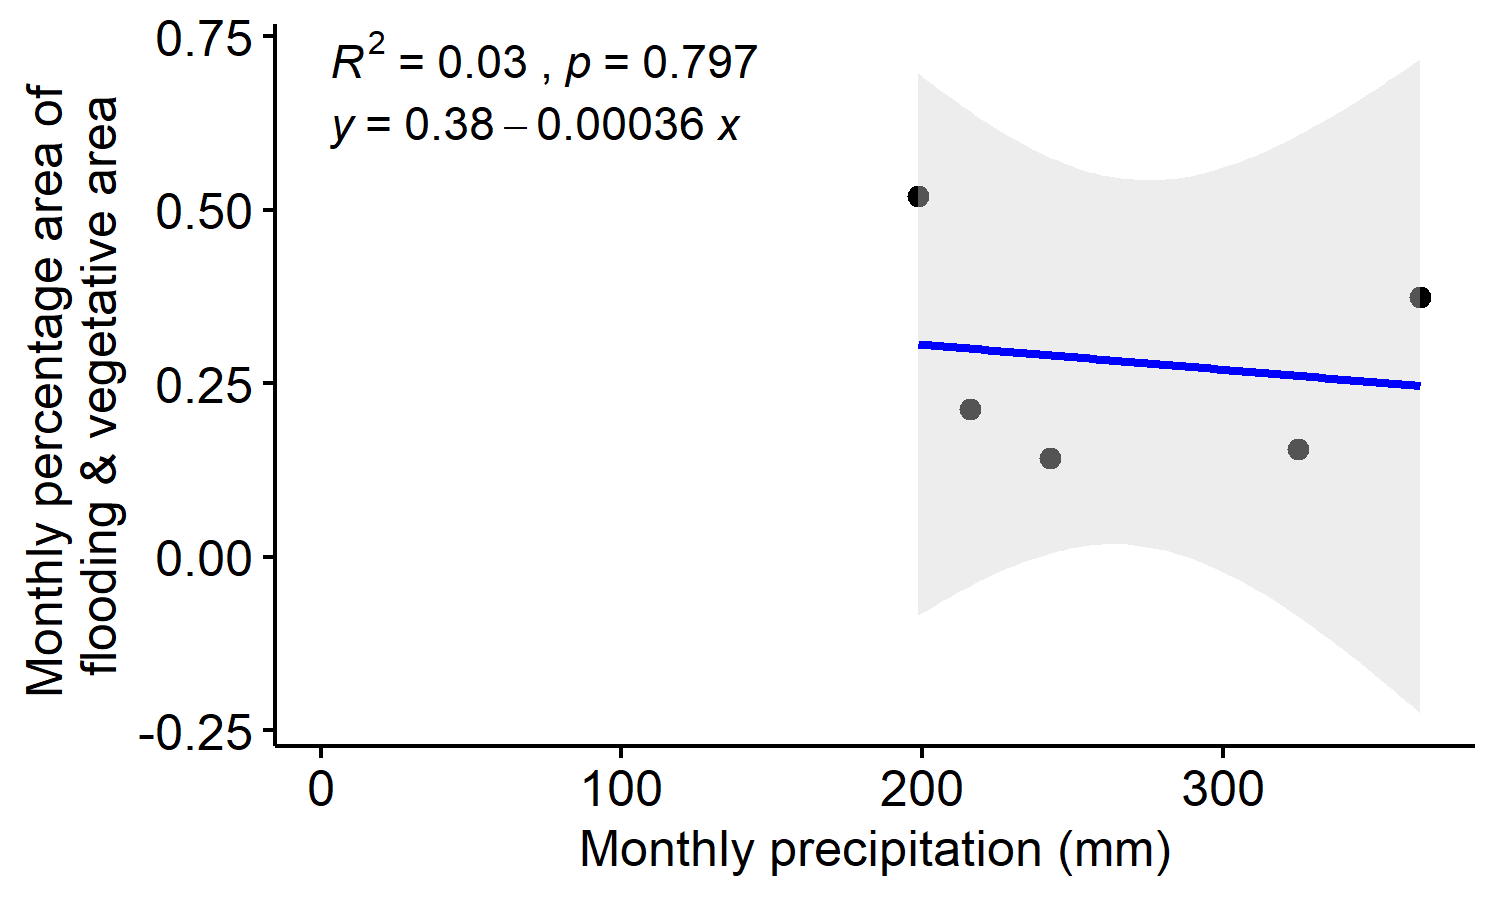 R² = 0.03 , p = 0.797
y = 0.38 – 0.00036 x
Monthly percentage area of
flooding & vegetative area
0.75
0.50
0.25
0.00
-0.25
0 100 200 300
Monthly precipitation (mm)